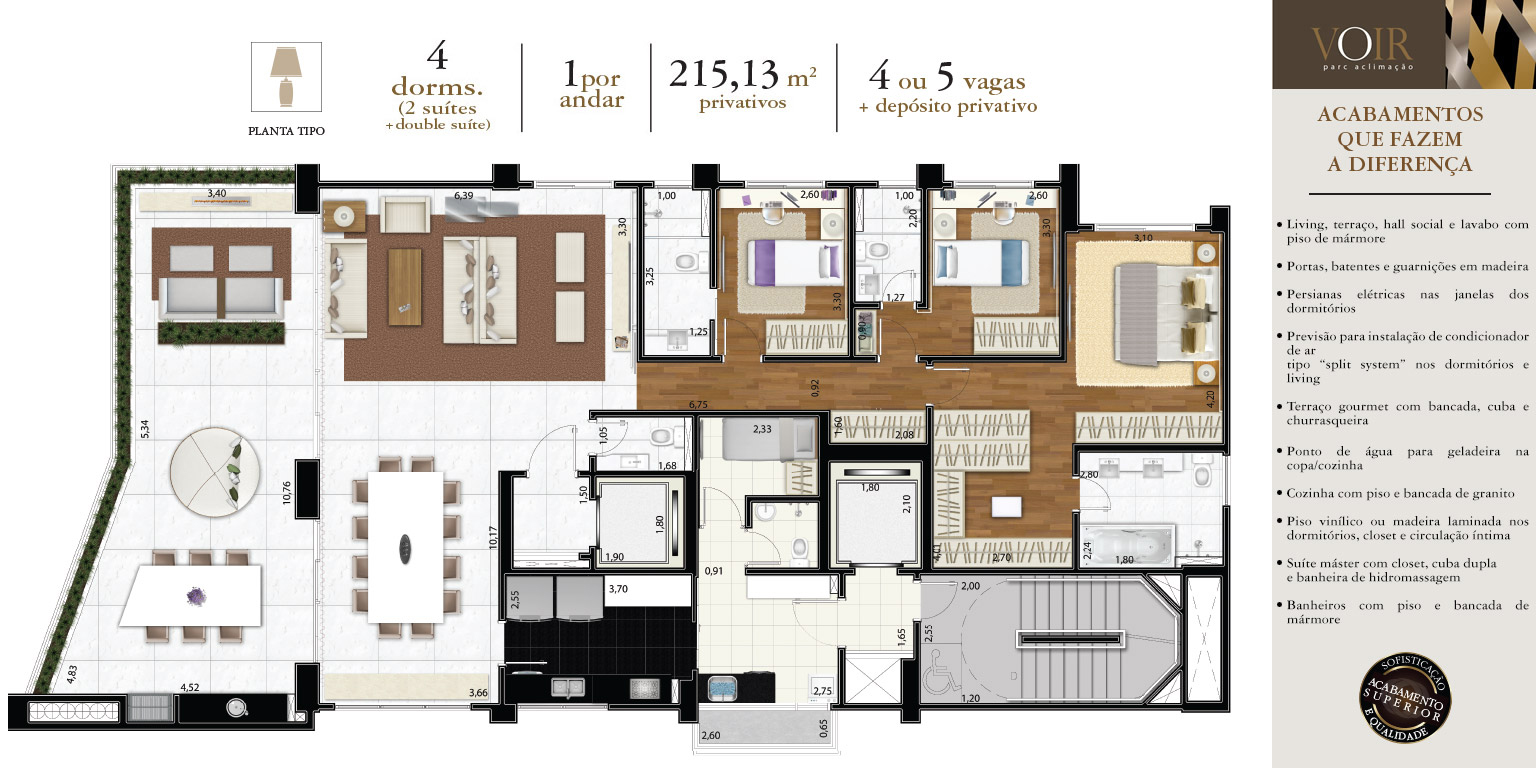 PLANTA TIPO
4
dorms.
(2 suítes
+double suíte)
1por
andar
215,13 m²
privativos
4 ou 5 vagas
+ depósito privativo
VOIR
parc aclimação
ACABAMENTOS
QUE FAZEM
A DIFERENÇA
• Living, terraço, hall social e lavabo com
piso de mármore
• Portas, batentes e guarnições em madeira
• Persianas elétricas nas janelas dos
dormitórios
• Previsão para instalação de condicionador
de ar
tipo “split system” nos dormitórios e
living
• Terraço gourmet com bancada, cuba e
churrasqueira
• Ponto de água para geladeira na
copa/cozinha
• Cozinha com piso e bancada de granito
• Piso vinílico ou madeira laminada nos
dormitórios, closet e circulação íntima
• Suíte máster com closet, cuba dupla
e banheira de hidromassagem
• Banheiros com piso e bancada de
mármore
SOFISTICAÇÃO
ACABAMENTO
SUPERIOR
E QUALIDADE
3,40
6,39
3,30
1,00
3,25
1,25
2,60
3,30
1,00
2,20
1,27
0,90
2,60
3,30
3,10
4,20
0,92
6,75
5,34
10,76
10,17
1,05
1,68
1,50
1,80
1,90
2,33
1,60
2,08
1,80
2,10
4,01
2,70
2,80
2,24
1,80
0,91
2,55
3,70
2,00
2,55
1,65
1,20
4,83
4,52
3,66
2,75
2,60
0,65